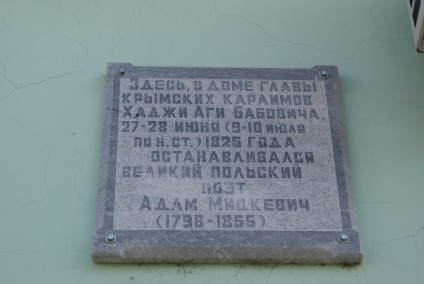 Здесь, в доме главы
крымских караимов
Хаджи Аги Бабовича,
27-28 июня (9-10 июля
по н.ст.) 1825 года
останавливался
великий польский
поэт
Адам Мицкевич
(1798-1855)